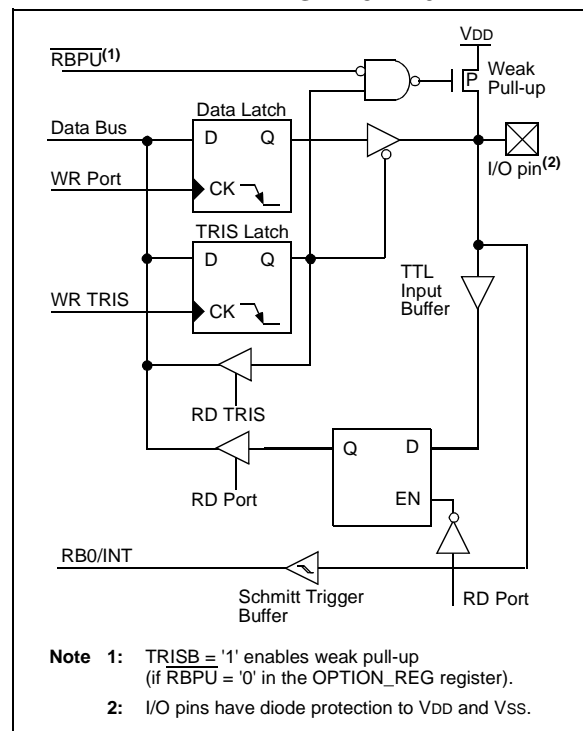 VDD
RBPU(1)
Weak
Pull-up
P
Data Latch
Data Bus
D Q
I/O pin(2)
WR Port
CK
TRIS Latch
D Q
TTL
Input
Buffer
WR TRIS
CK
RD TRIS
Q D
RD Port
EN
RB0/INT
Schmitt Trigger
Buffer
RD Port
Note 1: TRISB = '1' enables weak pull-up
(if RBPU = '0' in the OPTION_REG register).
2: I/O pins have diode protection to VDD and VSS.